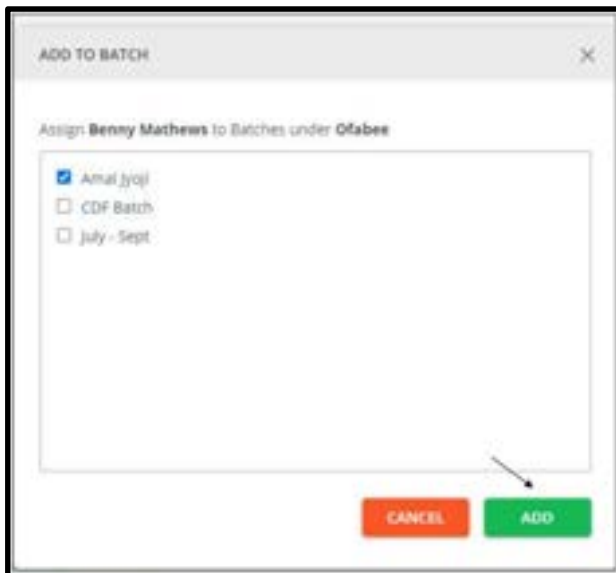 ADD TO BATCH
Assign Benny Mathews to Batches under Ofabee
Amal Jyoji
CDF Batch
July - Sept
CANCEL
ADD